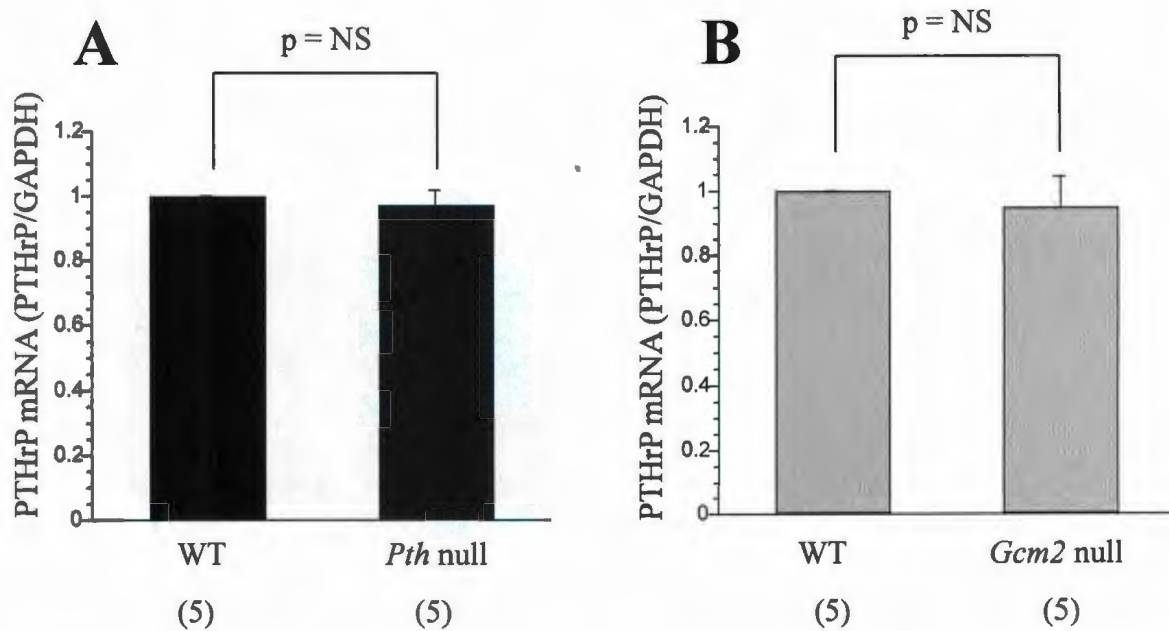 A
p = NS
PTHrP mRNA (PTHrP/GAPDH)
1.2
1
0.8
0.6
0.4
0.2
0
WT
Pth null
(5)
(5)
B
p = NS
PTHrP mRNA (PTHrP/GAPDH)
1.2
1
0.8
0.6
0.4
0.2
0
WT
Gcm2 null
(5)
(5)